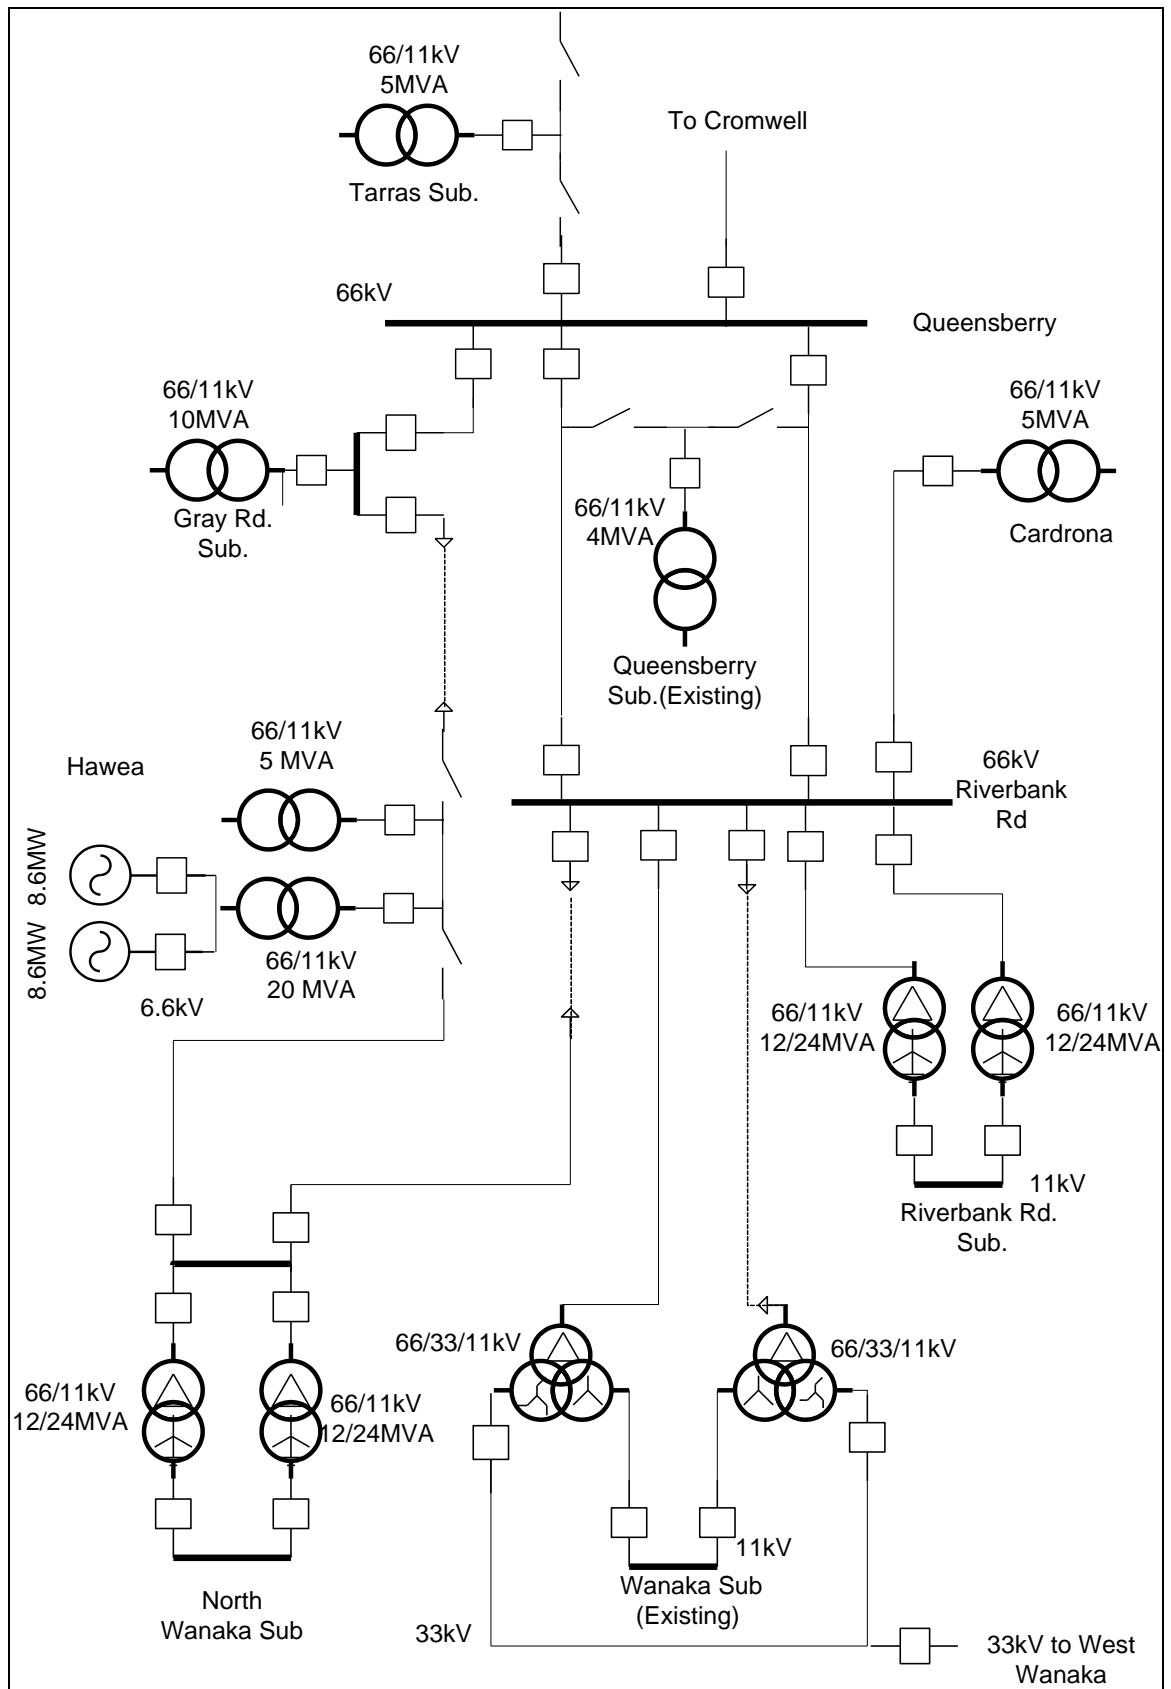 66/11kV
5MVA
To Cromwell
Tarras Sub.
66kV
Queensberry
66/11kV
10MVA
66/11kV
5MVA
Gray Rd.
Sub.
66/11kV
4MVA
Cardrona
Queensberry
Sub.(Existing)
66/11kV
5 MVA
Hawea
66kV
Riverbank
Rd
8.6MW
8.6MW
66/11kV
20 MVA
6.6kV
66/11kV
12/24MVA
66/11kV
12/24MVA
11kV
Riverbank Rd.
Sub.
66/33/11kV
66/33/11kV
66/11kV
12/24MVA
66/11kV
12/24MVA
11kV
Wanaka Sub
(Existing)
North
Wanaka Sub
33kV
33kV to West
Wanaka